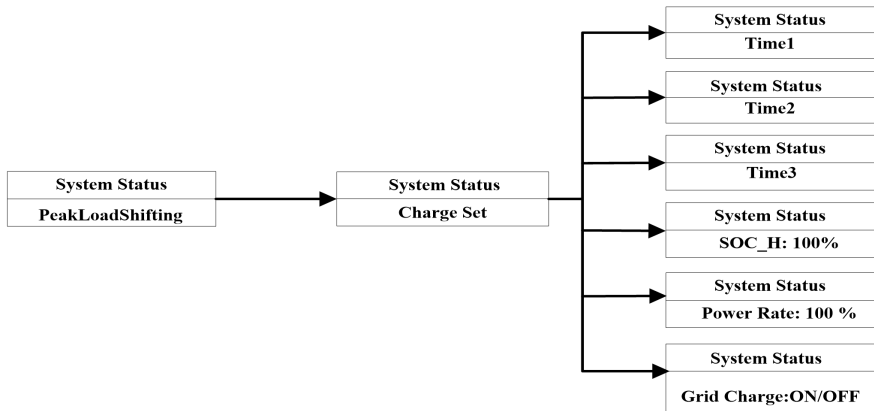 System Status
PeakLoadShifting
System Status
Charge Set
System Status
Time1
System Status
Time2
System Status
Time3
System Status
SOC_H: 100%
System Status
Power Rate: 100 %
System Status
Grid Charge:ON/OFF